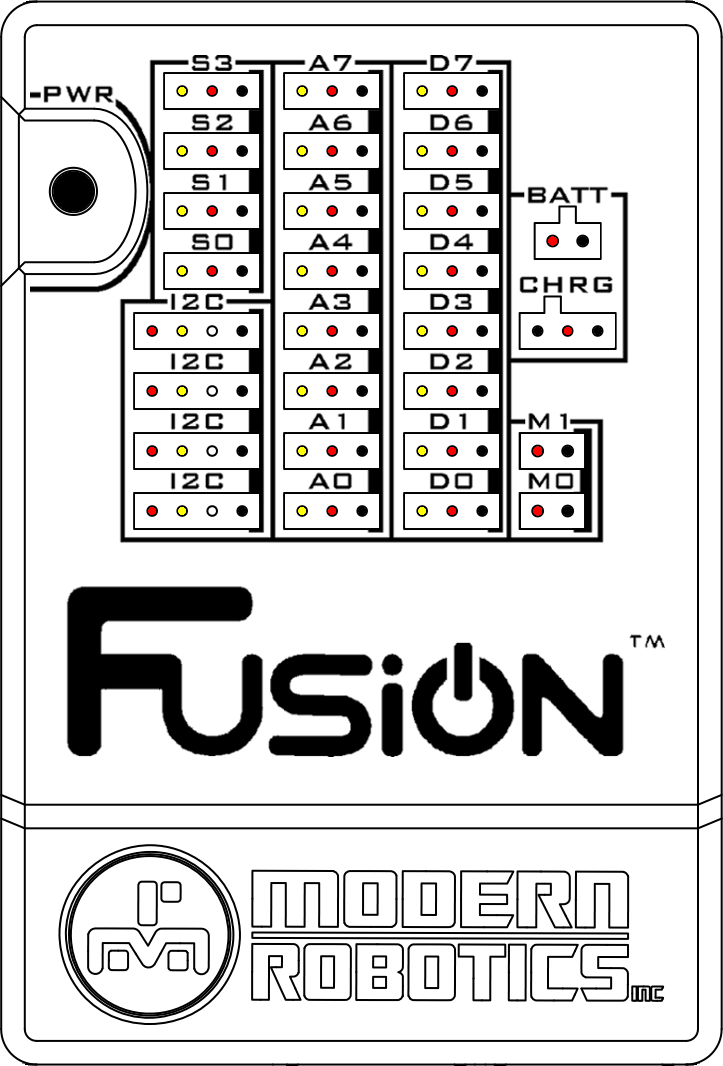 PWR
S3 A7 D7
S2 A6 D6
S1 A5 D5
BATT
S0 A4 D4
CHRG
I2C A3 D3
I2C A2 D2
I2C A1 D1 M1
I2C A0 D0 M0
FUSION™
MODERN
ROBOTICS INC